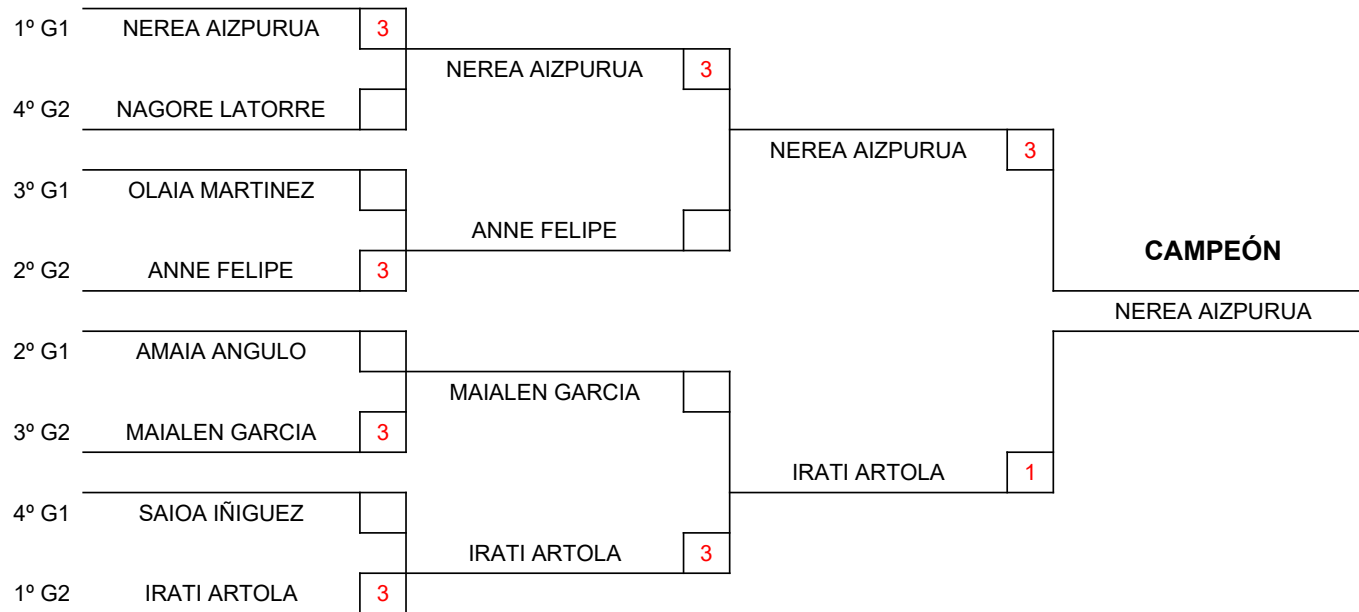 1º G1 NEREA AIZPURUA 3
NEREA AIZPURUA 3
4º G2 NAGORE LATORRE
NEREA AIZPURUA 3
3º G1 OLAIA MARTINEZ
ANNE FELIPE
2º G2 ANNE FELIPE 3
CAMPEÓN
NEREA AIZPURUA
2º G1 AMAIA ANGULO
MAIALEN GARCIA
3º G2 MAIALEN GARCIA 3
IRATI ARTOLA 1
4º G1 SAIOA IÑIGUEZ
IRATI ARTOLA 3
1º G2 IRATI ARTOLA 3